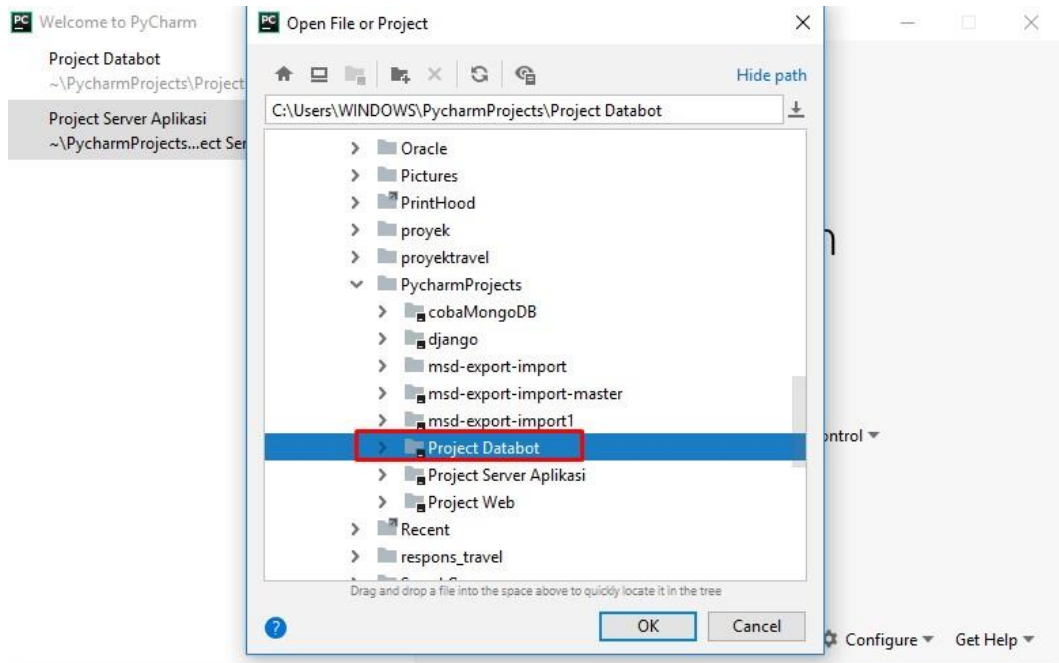 PC Welcome to PyCharm
Project Databot
~\PycharmProjects\Project
Project Server Aplikasi
~\PycharmProjects...ect Ser
PC Open File or Project
Hide path
C:\Users\WINDOWS\PycharmProjects\Project Databot
Oracle
Pictures
PrintHood
proyek
proyektravel
PycharmProjects
cobaMongoDB
django
msd-export-import
msd-export-import-master
msd-export-import1
Project Databot
Project Server Aplikasi
Project Web
Recent
respons_travel
Drag and drop a file into the space above to quickly locate it in the tree
?
OK
Cancel
n
ontrol
Configure
Get Help